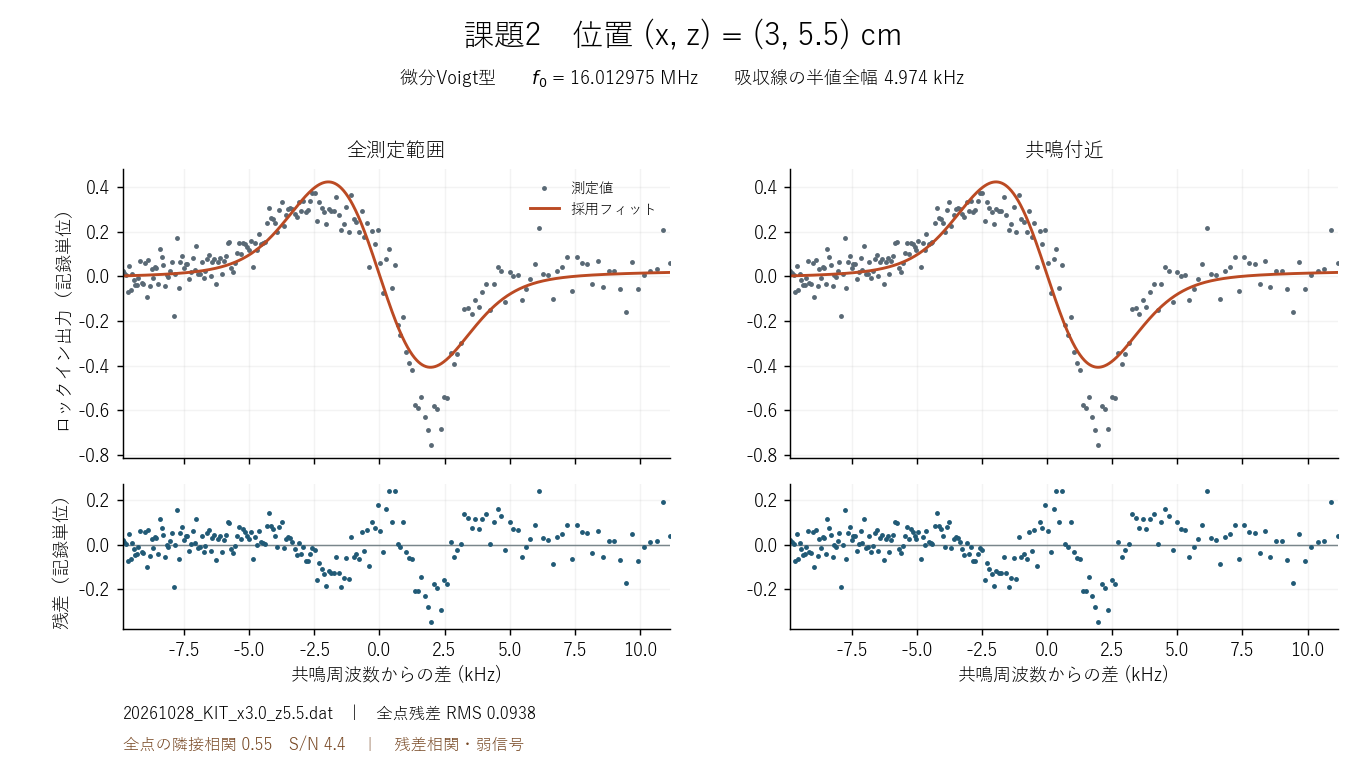 課題2 位置 (x, z) = (3, 5.5) cm
微分Voigt型 f₀ = 16.012975 MHz 吸収線の半値全幅 4.974 kHz
全測定範囲
共鳴付近
ロックイン出力（記録単位）
0.4
0.2
0.0
-0.2
-0.4
-0.6
-0.8
測定値
採用フィット
0.4
0.2
0.0
-0.2
-0.4
-0.6
-0.8
残差（記録単位）
0.2
0.0
-0.2
-7.5 -5.0 -2.5 0.0 2.5 5.0 7.5 10.0
共鳴周波数からの差 (kHz)
0.2
0.0
-0.2
-7.5 -5.0 -2.5 0.0 2.5 5.0 7.5 10.0
共鳴周波数からの差 (kHz)
20261028_KIT_x3.0_z5.5.dat | 全点残差 RMS 0.0938
全点の隣接相関 0.55 S/N 4.4 | 残差相関・弱信号